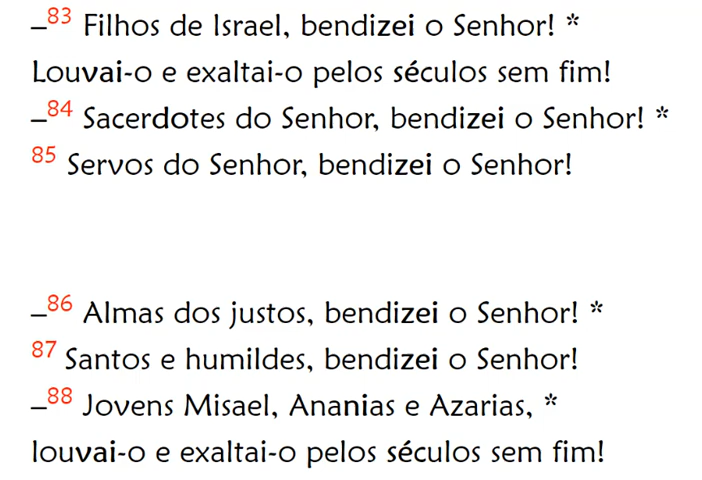 –83 Filhos de Israel, bendizei o Senhor! *
Louvai-o e exaltai-o pelos séculos sem fim!
–84 Sacerdotes do Senhor, bendizei o Senhor! *
85 Servos do Senhor, bendizei o Senhor!
–86 Almas dos justos, bendizei o Senhor! *
87 Santos e humildes, bendizei o Senhor!
–88 Jovens Misael, Ananias e Azarias, *
louvai-o e exaltai-o pelos séculos sem fim!